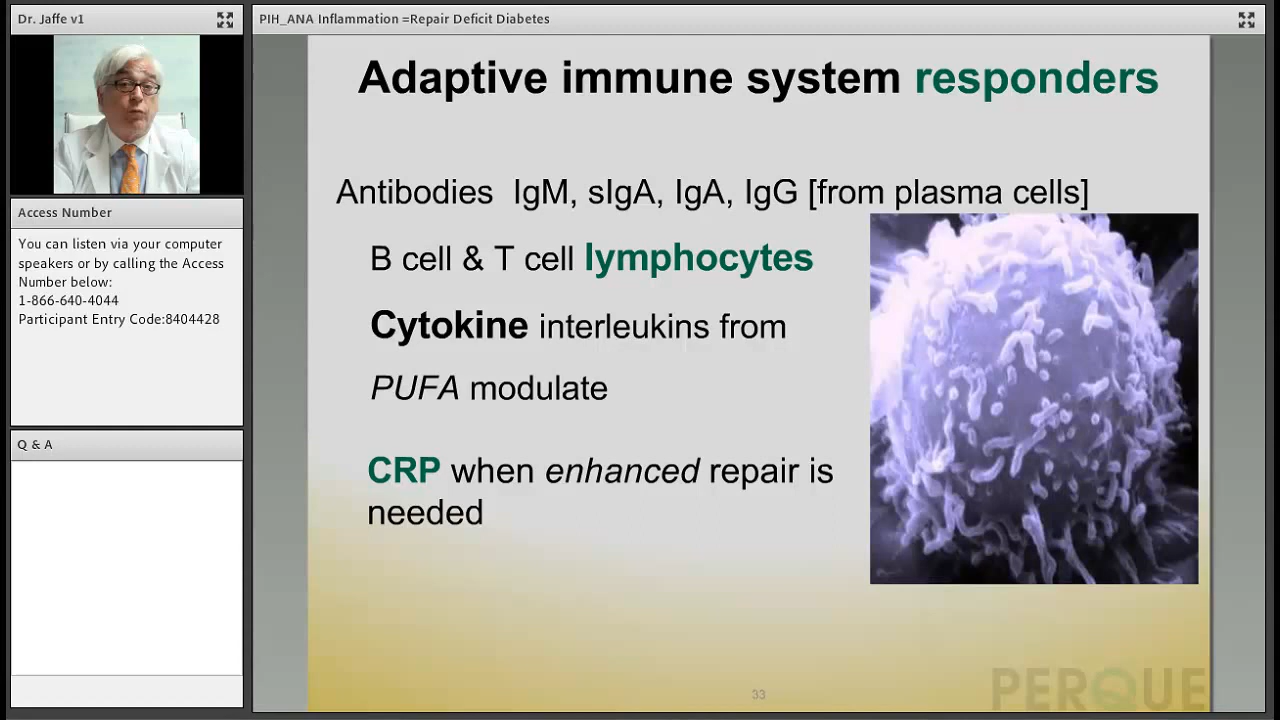 Dr. Jaffe v1
PIH_ANA Inflammation =Repair Deficit Diabetes
Access Number
You can listen via your computer
speakers or by calling the Access
Number below:
1-866-640-4044
Participant Entry Code:8404428
Q & A
Adaptive immune system responders
Antibodies IgM, sIgA, IgA, IgG [from plasma cells]
B cell & T cell lymphocytes
Cytokine interleukins from
PUFA modulate
CRP when enhanced repair is
needed
33
PERQUE